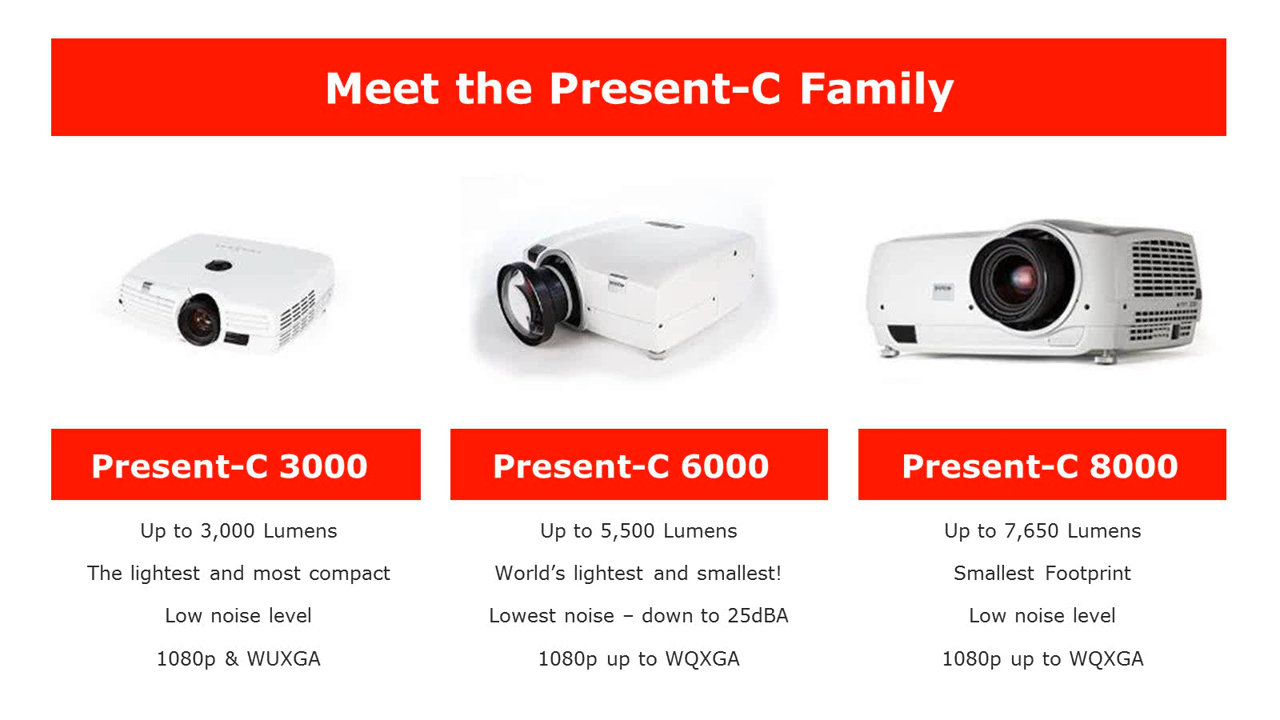 Meet the Present-C Family
Present-C 3000
Up to 3,000 Lumens
The lightest and most compact
Low noise level
1080p & WUXGA
Present-C 6000
Up to 5,500 Lumens
World’s lightest and smallest!
Lowest noise – down to 25dBA
1080p up to WQXGA
Present-C 8000
Up to 7,650 Lumens
Smallest Footprint
Low noise level
1080p up to WQXGA